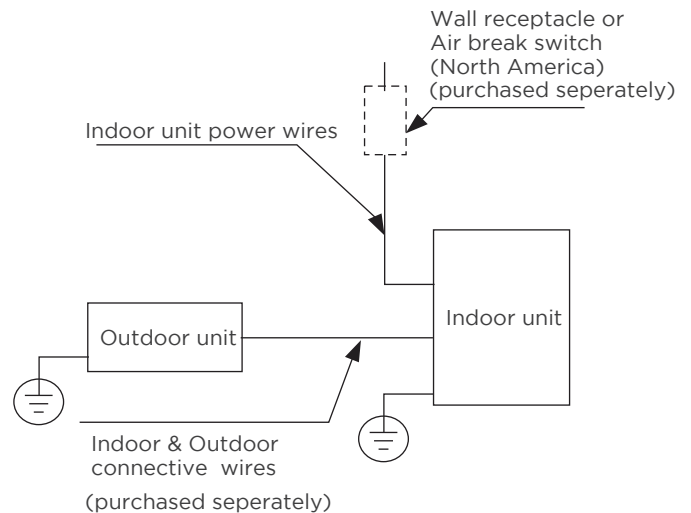 Wall receptacle or
Air break switch
(North America)
(purchased seperately)
Indoor unit power wires
Indoor unit
Outdoor unit
Indoor & Outdoor
connective wires
(purchased seperately)